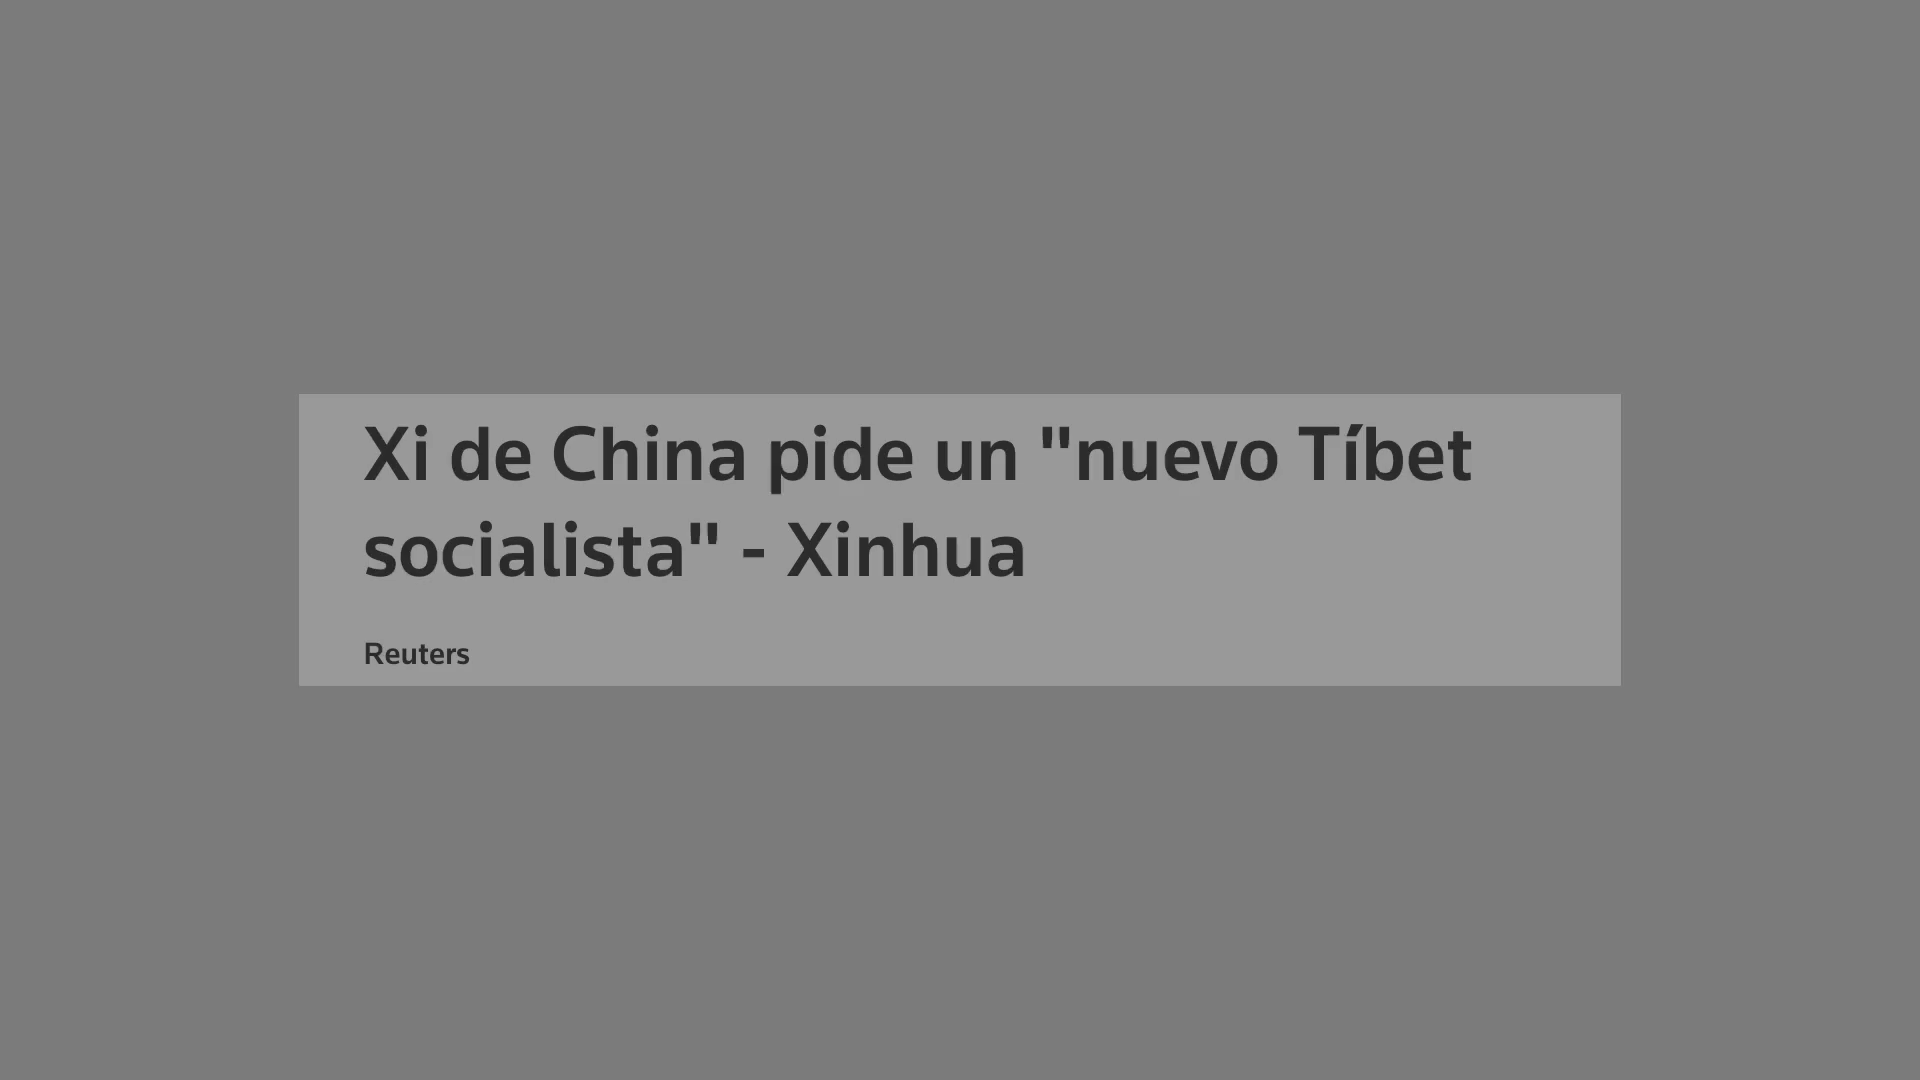 Xi de China pide un "nuevo Tíbet
socialista" - Xinhua
Reuters